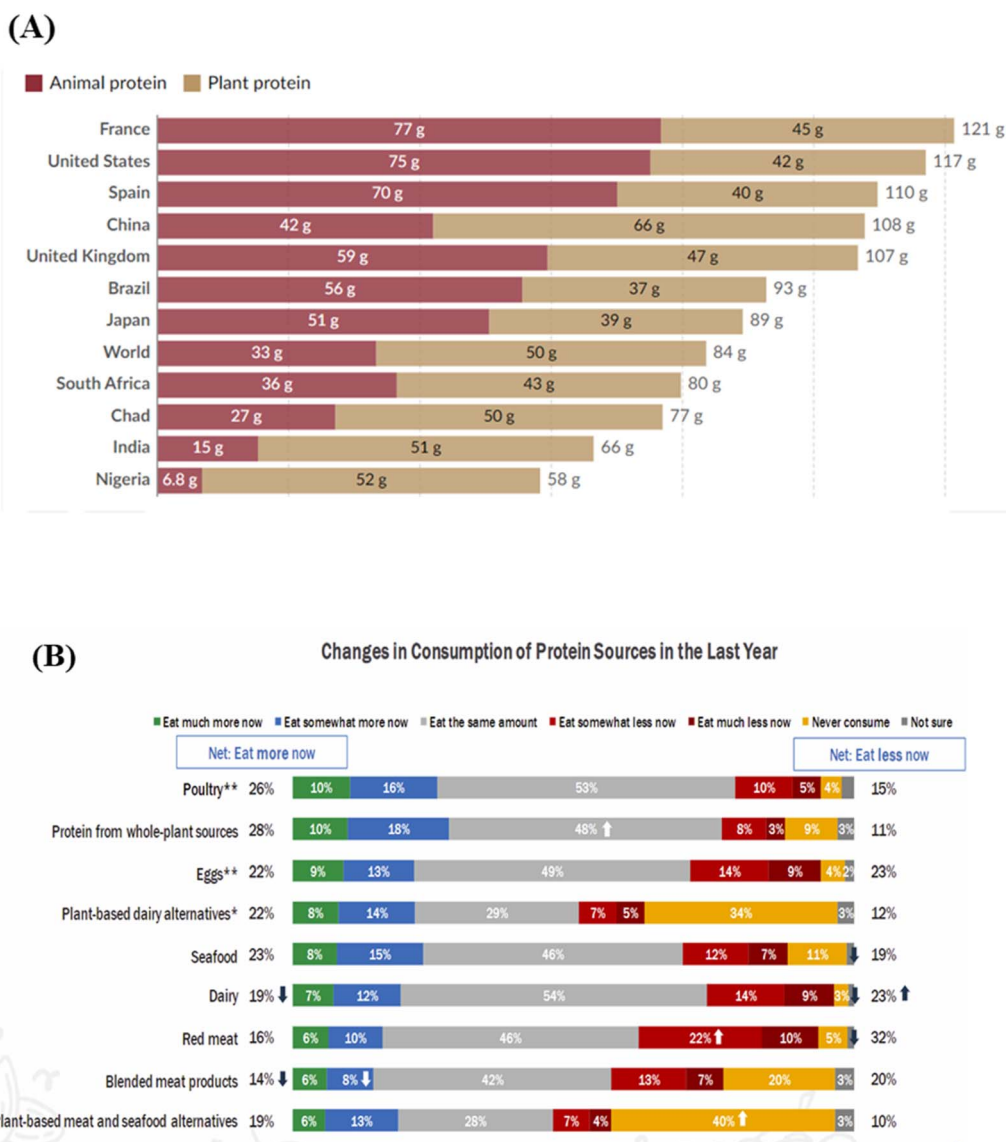 (A)
Animal protein Plant protein
France 77 g 45 g 121 g
United States 75 g 42 g 117 g
Spain 70 g 40 g 110 g
China 42 g 66 g 108 g
United Kingdom 59 g 47 g 107 g
Brazil 56 g 37 g 93 g
Japan 51 g 39 g 89 g
World 33 g 50 g 84 g
South Africa 36 g 43 g 80 g
Chad 27 g 50 g 77 g
India 15 g 51 g 66 g
Nigeria 6.8 g 52 g 58 g
(B)
Changes in Consumption of Protein Sources in the Last Year
Eat much more now Eat somewhat more now Eat the same amount Eat somewhat less now Eat much less now Never consume Not sure
Net: Eat more now Net: Eat less now
Poultry** 26% 10% 16% 53% 10% 5% 4% 15%
Protein from whole-plant sources 28% 10% 18% 48% 8% 3% 9% 3% 11%
Eggs** 22% 9% 13% 49% 14% 9% 4% 2% 23%
Plant-based dairy alternatives* 22% 8% 14% 29% 7% 5% 34% 3% 12%
Seafood 23% 8% 15% 46% 12% 7% 11% 19%
Dairy 19% 7% 12% 54% 14% 9% 3% 23%
Red meat 16% 6% 10% 46% 22% 10% 5% 32%
Blended meat products 14% 6% 8% 42% 13% 7% 20% 3% 20%
lant-based meat and seafood alternatives 19% 6% 13% 28% 7% 4% 40% 3% 10%